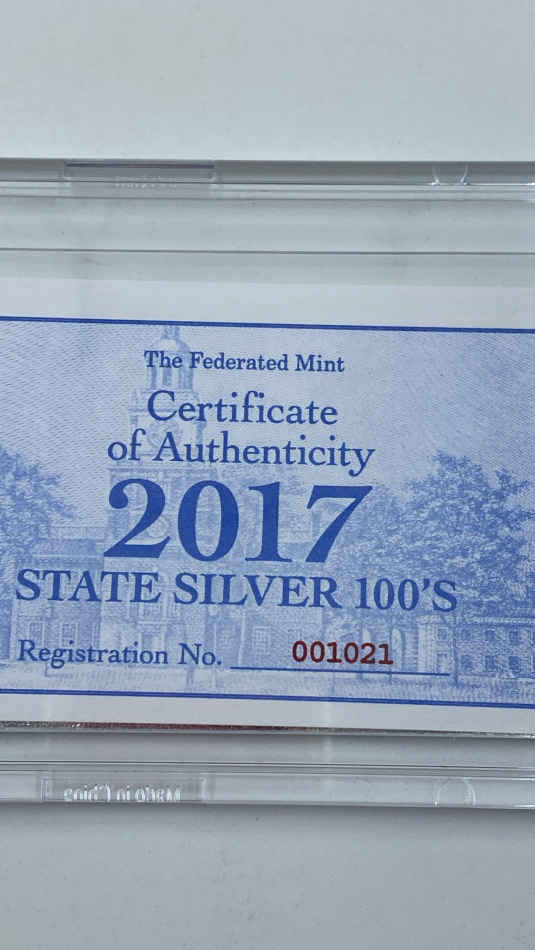 The Federated Mint
Certificate
of Authenticity
2017
STATE SILVER 100'S
Registration No. 001021